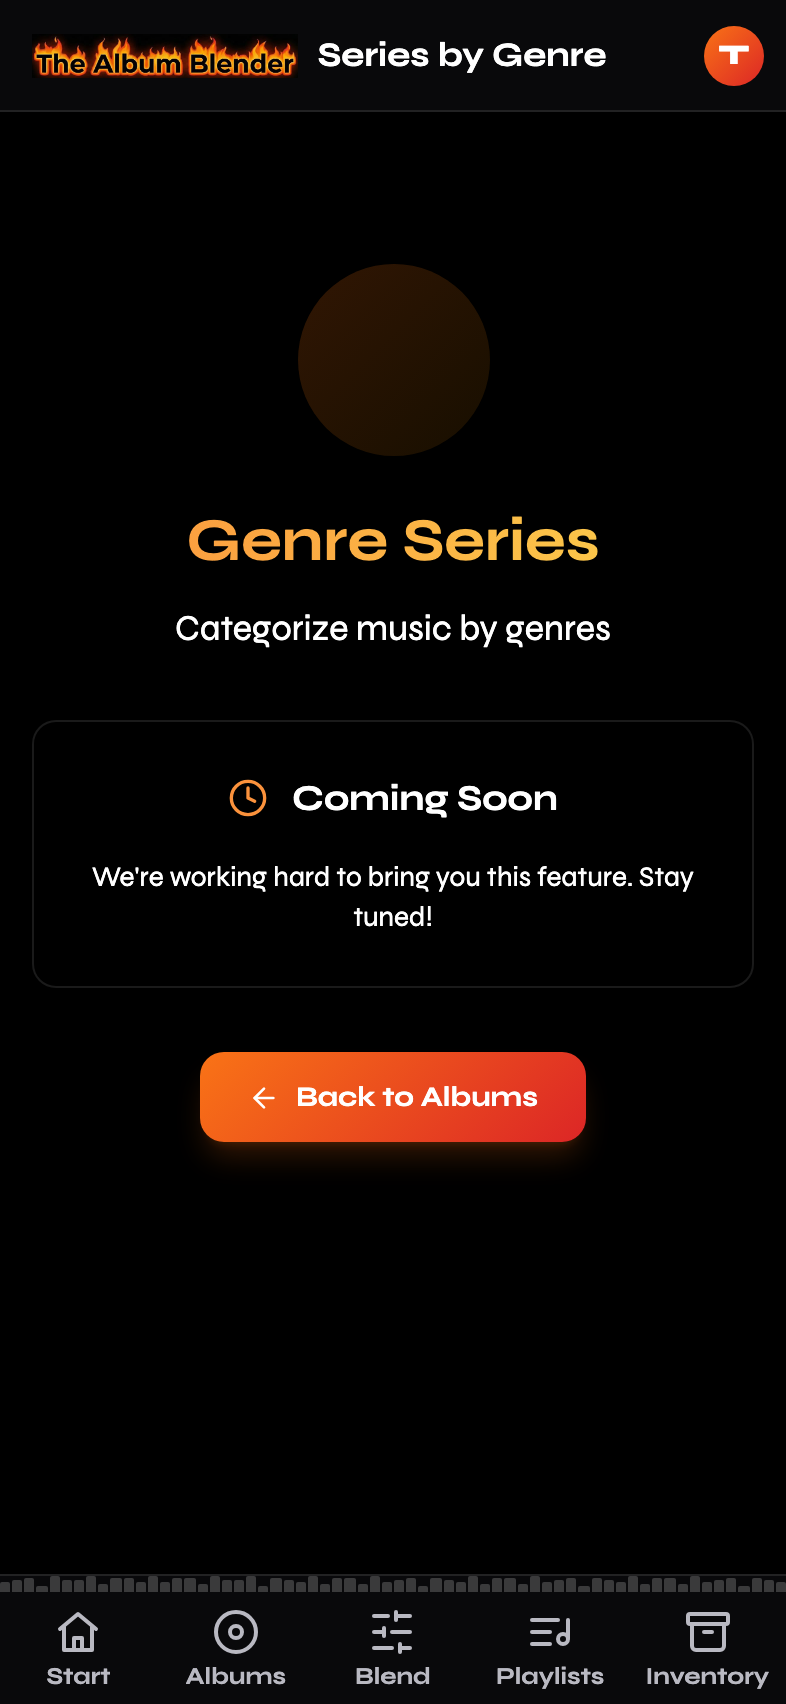 The Album Blender
Series by Genre
T
Genre Series
Categorize music by genres
Coming Soon
We're working hard to bring you this feature. Stay
tuned!
Back to Albums
Start
Albums
Blend
Playlists
Inventory